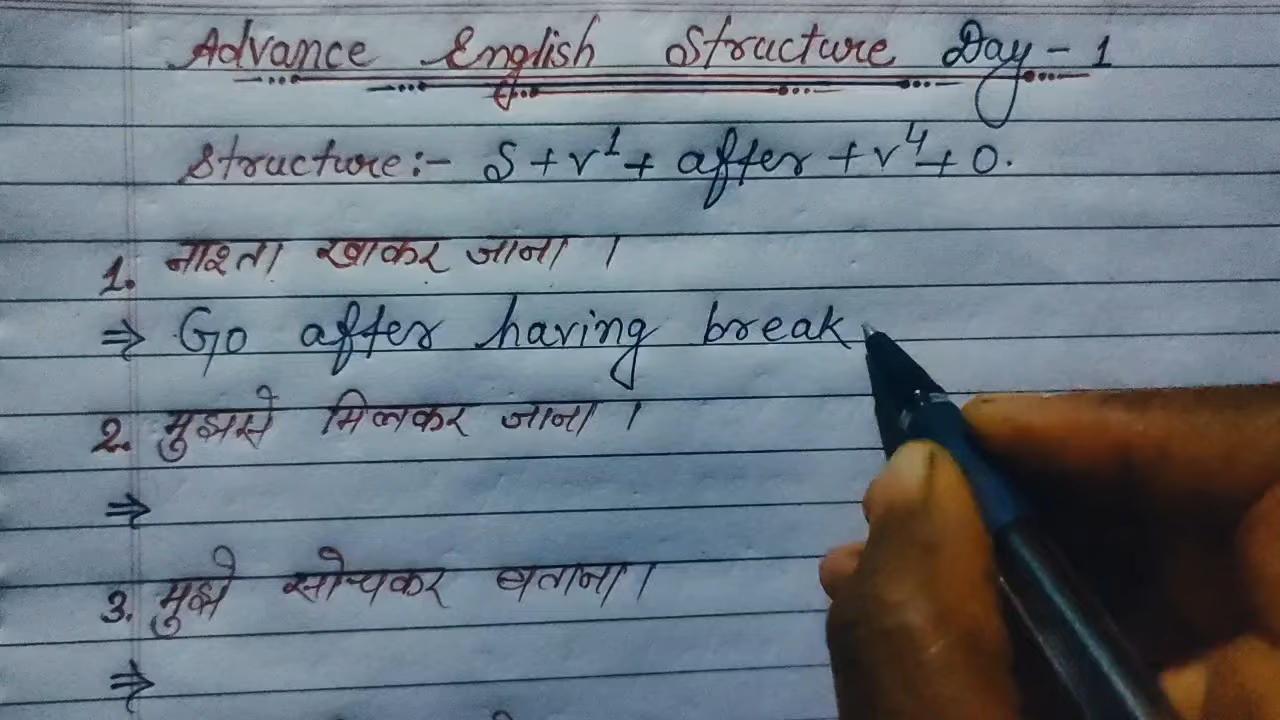 Advance English Structure Day - 1
Structure:- S + v¹ + after + v⁴ + O.
1. नाश्ता खाकर जाना ।
⇒ Go after having break
2. मुझसे मिलकर जाना ।
⇒
3. मुझे सोचकर बताना ।
⇒